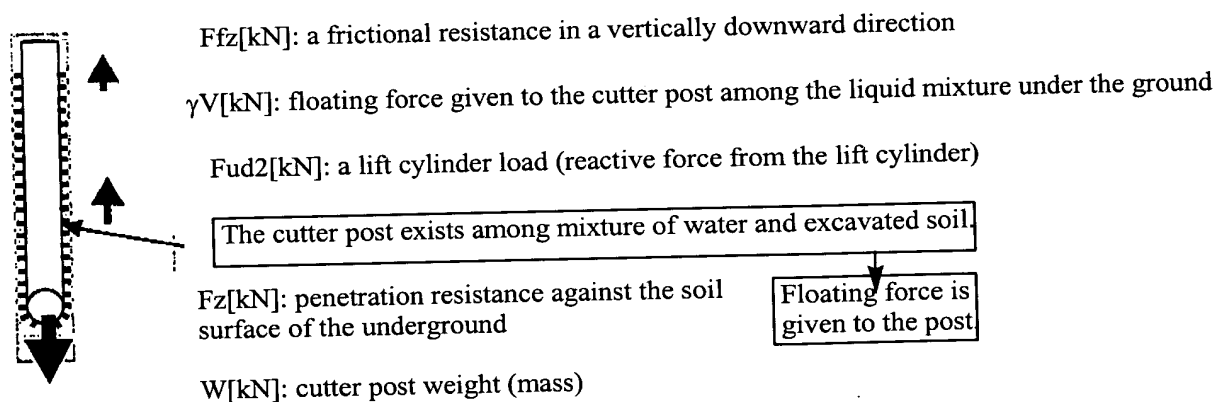 Ffz[kN]: a frictional resistance in a vertically downward direction
γV[kN]: floating force given to the cutter post among the liquid mixture under the ground
Fud2[kN]: a lift cylinder load (reactive force from the lift cylinder)
The cutter post exists among mixture of water and excavated soil.
Fz[kN]: penetration resistance against the soil
surface of the underground
Floating force is
given to the post
W[kN]: cutter post weight (mass)